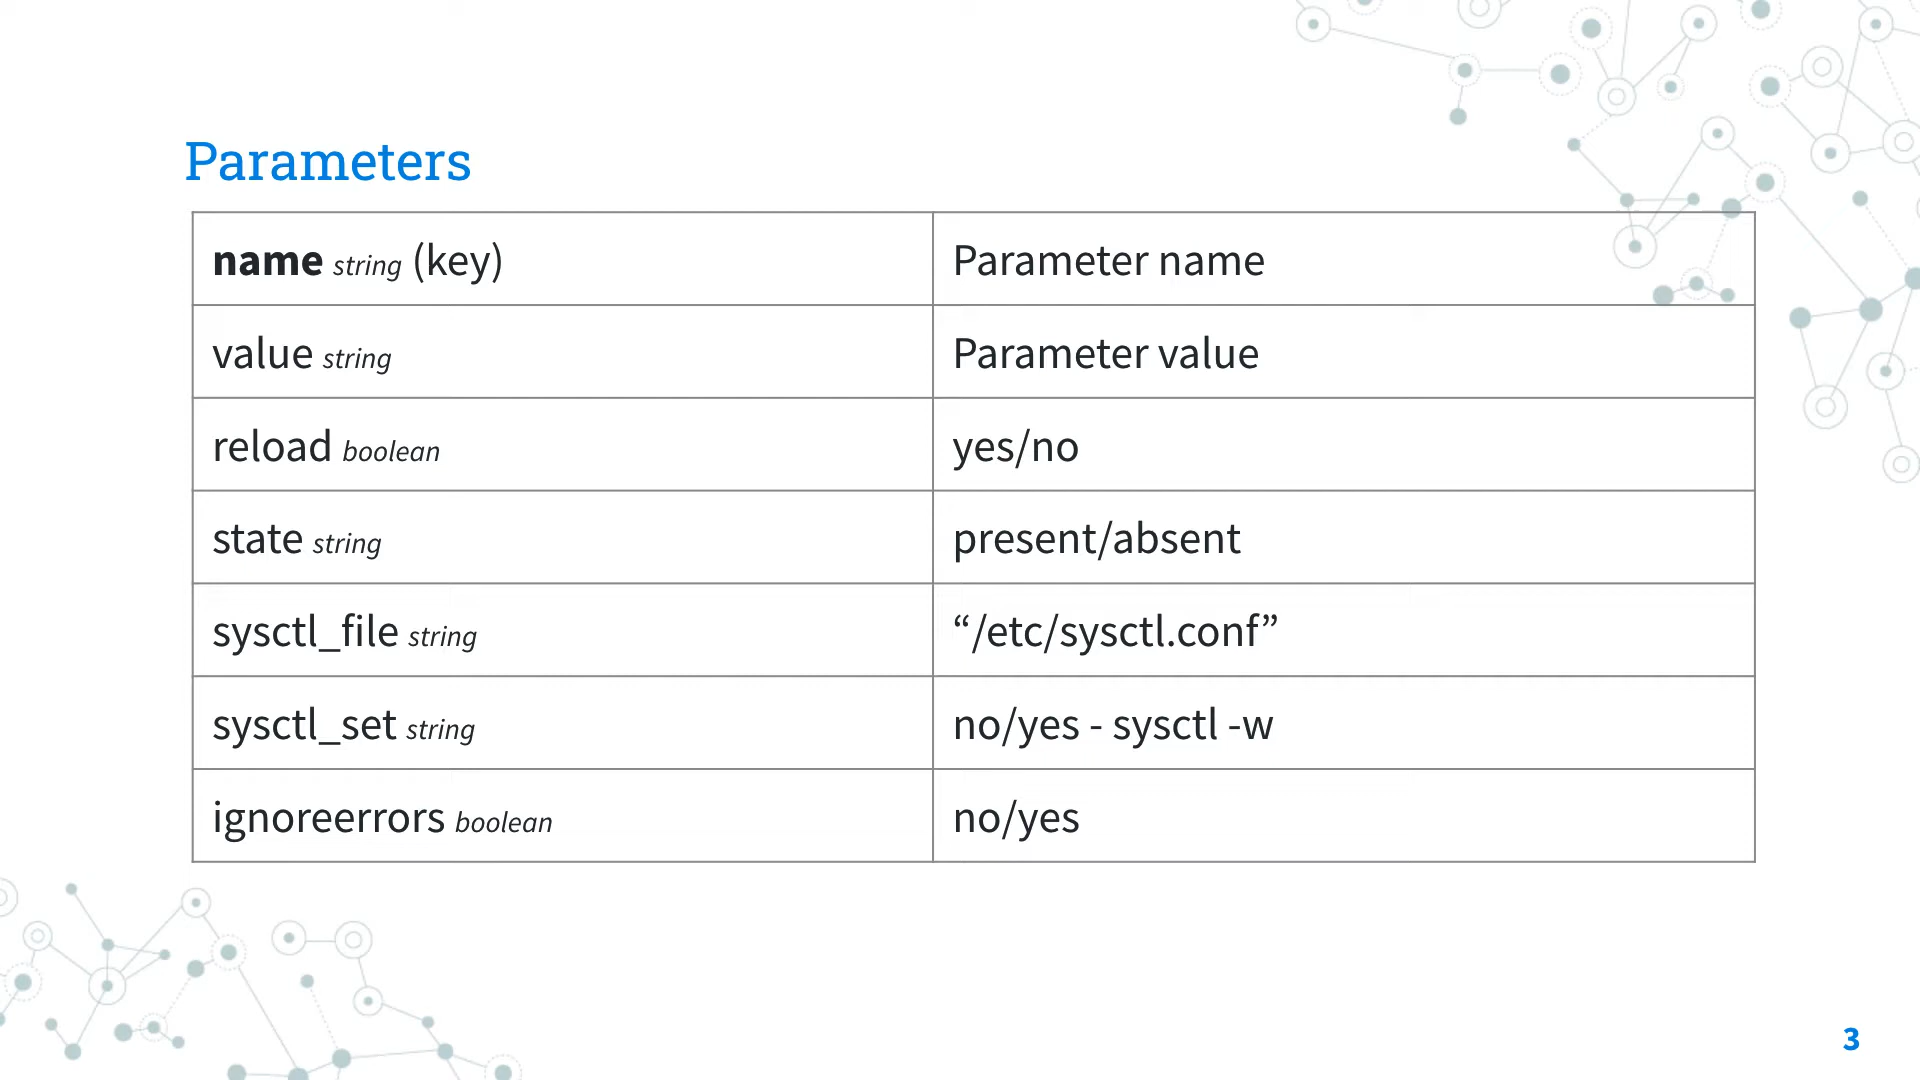 Parameters
name string (key) Parameter name
value string Parameter value
reload boolean yes/no
state string present/absent
sysctl_file string “/etc/sysctl.conf”
sysctl_set string no/yes - sysctl -w
ignoreerrors boolean no/yes
3